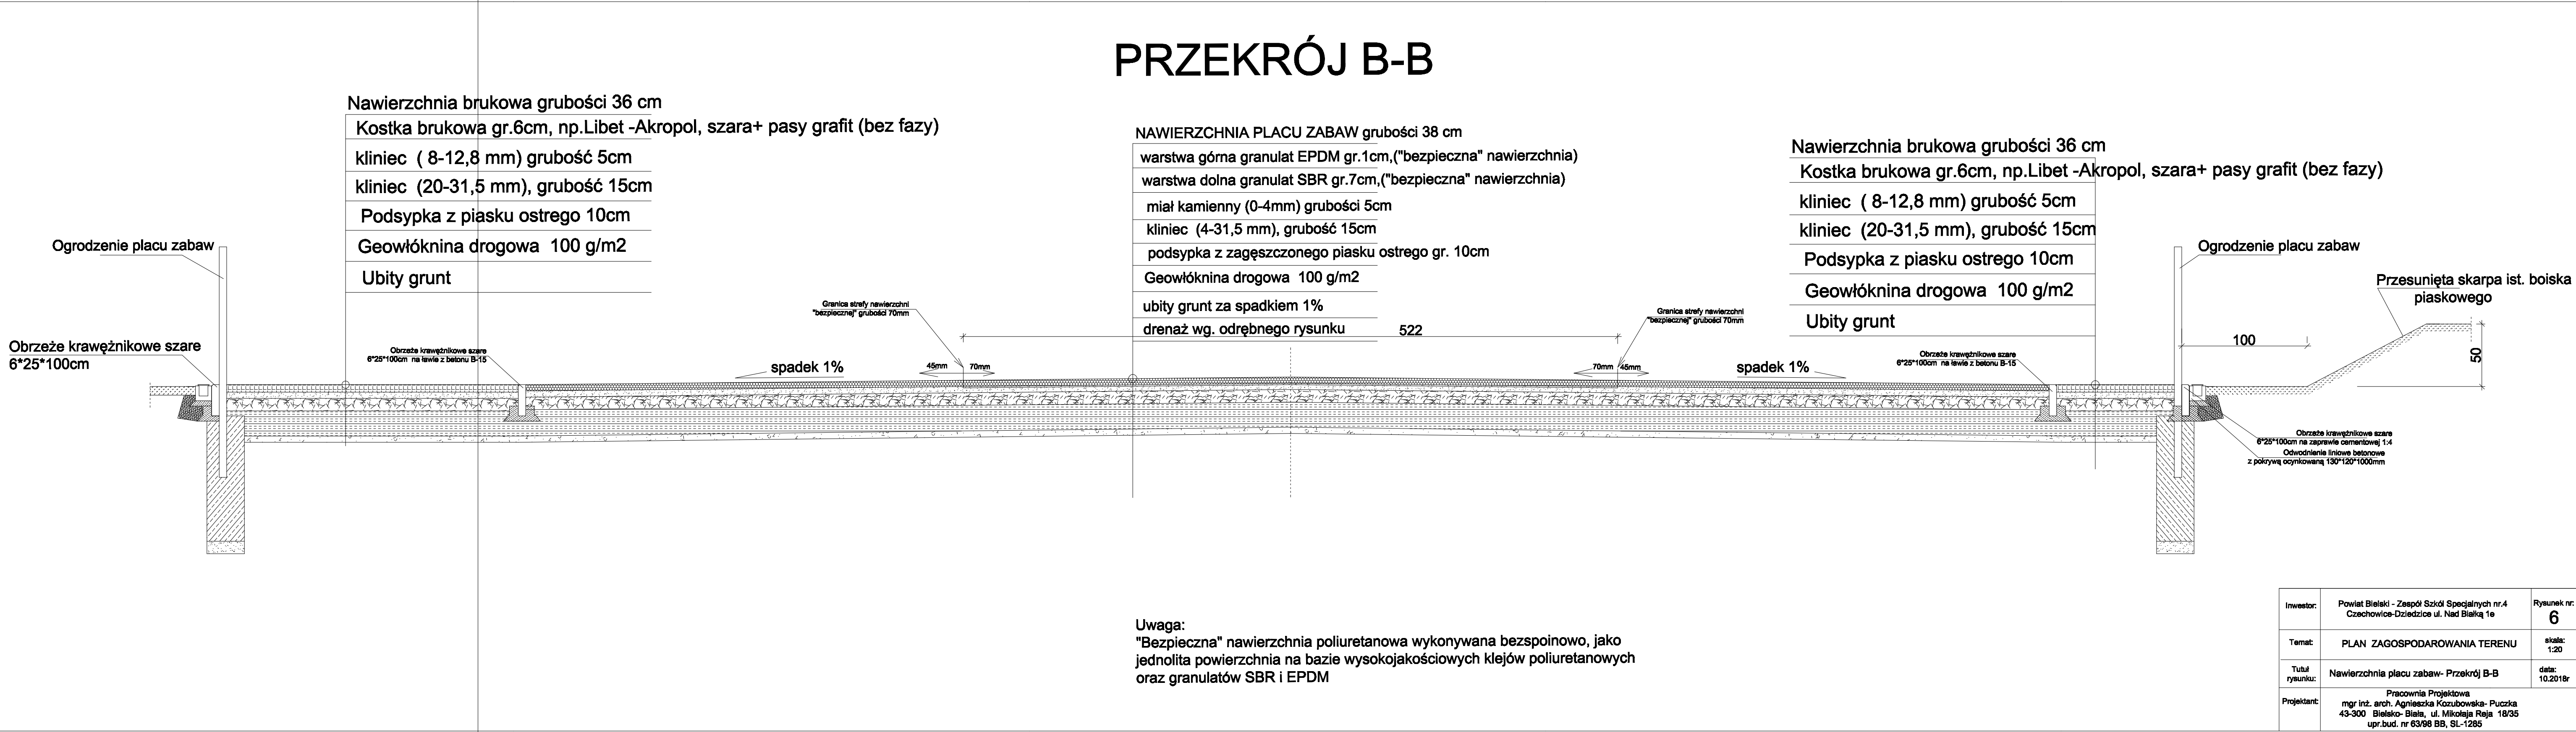 PRZEKRÓJ B-B
Nawierzchnia brukowa grubości 36 cm
Kostka brukowa gr.6cm, np.Libet -Akropol, szara+ pasy grafit (bez fazy)
kliniec ( 8-12,8 mm) grubość 5cm
kliniec (20-31,5 mm), grubość 15cm
Podsypka z piasku ostrego 10cm
Geowłóknina drogowa 100 g/m2
Ubity grunt
Ogrodzenie placu zabaw
Obrzeże krawężnikowe szare
6*25*100cm
Obrzeże krawężnikowe szare
6*25*100cm na ławie z betonu B-15
spadek 1%
Granica strefy nawierzchni
"bezpiecznej" grubości 70mm
45mm 70mm
NAWIERZCHNIA PLACU ZABAW grubości 38 cm
warstwa górna granulat EPDM gr.1cm,("bezpieczna" nawierzchnia)
warstwa dolna granulat SBR gr.7cm,("bezpieczna" nawierzchnia)
miał kamienny (0-4mm) grubości 5cm
kliniec (4-31,5 mm), grubość 15cm
podsypka z zagęszczonego piasku ostrego gr. 10cm
Geowłóknina drogowa 100 g/m2
ubity grunt za spadkiem 1%
drenaż wg. odrębnego rysunku
522
Granica strefy nawierzchni
"bezpiecznej" grubości 70mm
70mm 45mm
spadek 1%
Nawierzchnia brukowa grubości 36 cm
Kostka brukowa gr.6cm, np.Libet -Akropol, szara+ pasy grafit (bez fazy)
kliniec ( 8-12,8 mm) grubość 5cm
kliniec (20-31,5 mm), grubość 15cm
Podsypka z piasku ostrego 10cm
Geowłóknina drogowa 100 g/m2
Ubity grunt
Obrzeże krawężnikowe szare
6*25*100cm na ławie z betonu B-15
Ogrodzenie placu zabaw
Przesunięta skarpa ist. boiska
piaskowego
100
50
Obrzeże krawężnikowe szare
6*25*100cm na zaprawie cementowej 1:4
Odwodnienie liniowe betonowe
z pokrywą ocynkowaną 130*120*1000mm
Uwaga:
"Bezpieczna" nawierzchnia poliuretanowa wykonywana bezspoinowo, jako
jednolita powierzchnia na bazie wysokojakościowych klejów poliuretanowych
oraz granulatów SBR i EPDM
Inwestor:
Powiat Bielski - Zespół Szkół Specjalnych nr.4
Czechowice-Dziedzice ul. Nad Białką 1e
Rysunek nr:
6
Temat:
PLAN ZAGOSPODAROWANIA TERENU
skala:
1:20
Tutuł
rysunku:
Nawierzchnia placu zabaw- Przekrój B-B
data:
10.2018r
Projektant:
Pracownia Projektowa
mgr inż. arch. Agnieszka Kozubowska- Puczka
43-300 Bielsko- Biała, ul. Mikołaja Reja 18/35
upr.bud. nr 63/98 BB, SL-1285